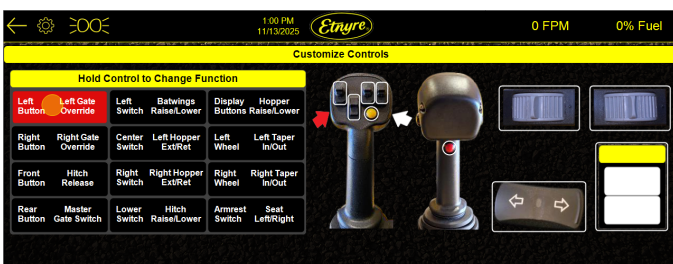 1:00 PM
11/13/2025
Etnyre
0 FPM
0% Fuel
Customize Controls
Hold Control to Change Function
Left Button Left Gate Override
Left Switch Batwings Raise/Lower
Display Buttons Hopper Raise/Lower
Right Button Right Gate Override
Center Switch Left Hopper Ext/Ret
Left Wheel Left Taper In/Out
Front Button Hitch Release
Right Switch Right Hopper Ext/Ret
Right Wheel Right Taper In/Out
Rear Button Master Gate Switch
Lower Switch Hitch Raise/Lower
Armrest Switch Seat Left/Right